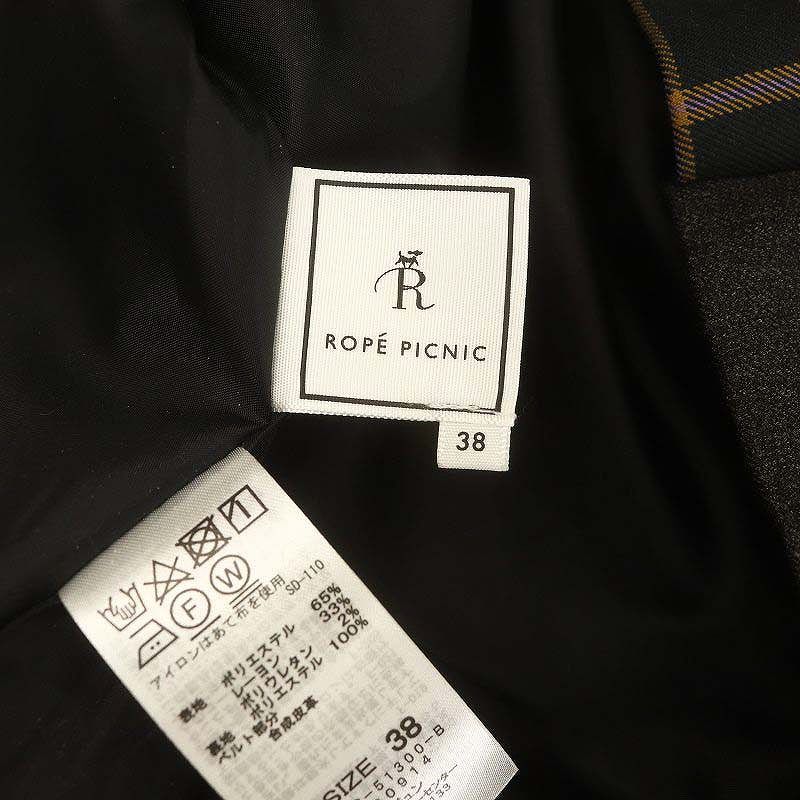 R
ROPÉ PICNIC
38
F W
アイロンはあて布を使用 SD-110
表地 ポリエステル 65%
レーヨン 33%
ポリウレタン 2%
裏地 ポリエステル 100%
ベルト部分 合成皮革
SIZE 38
-51300-B
0914